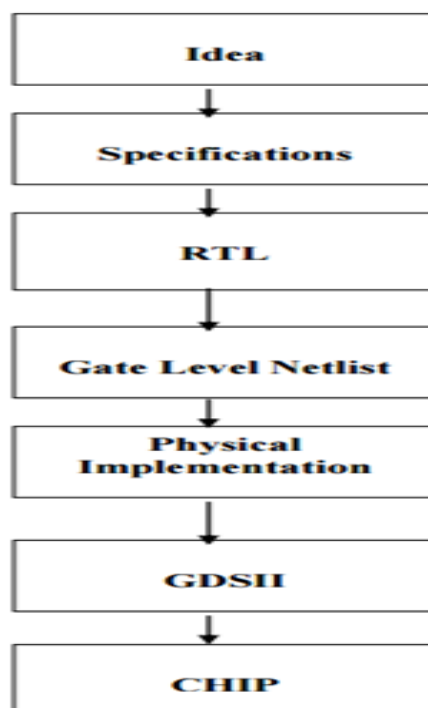 Idea
Specifications
RTL
Gate Level Netlist
Physical
Implementation
GDSII
CHIP